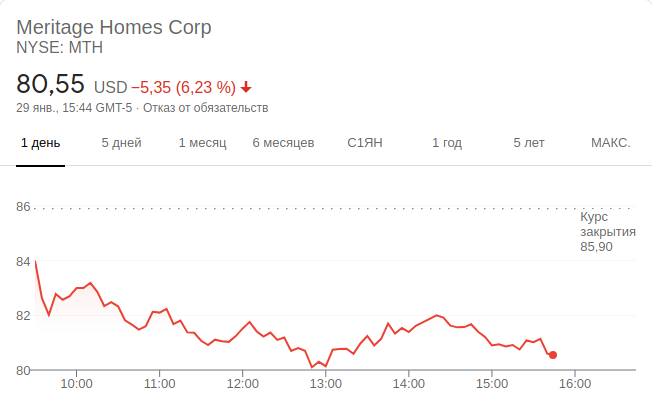 Meritage Homes Corp
NYSE: MTH
80,55 USD −5,35 (6,23 %)
29 янв., 15:44 GMT-5 · Отказ от обязательств
1 день 5 дней 1 месяц 6 месяцев С1ЯН 1 год 5 лет МАКС.
86
Курс
закрытия
85,90
84
82
80
10:00 11:00 12:00 13:00 14:00 15:00 16:00